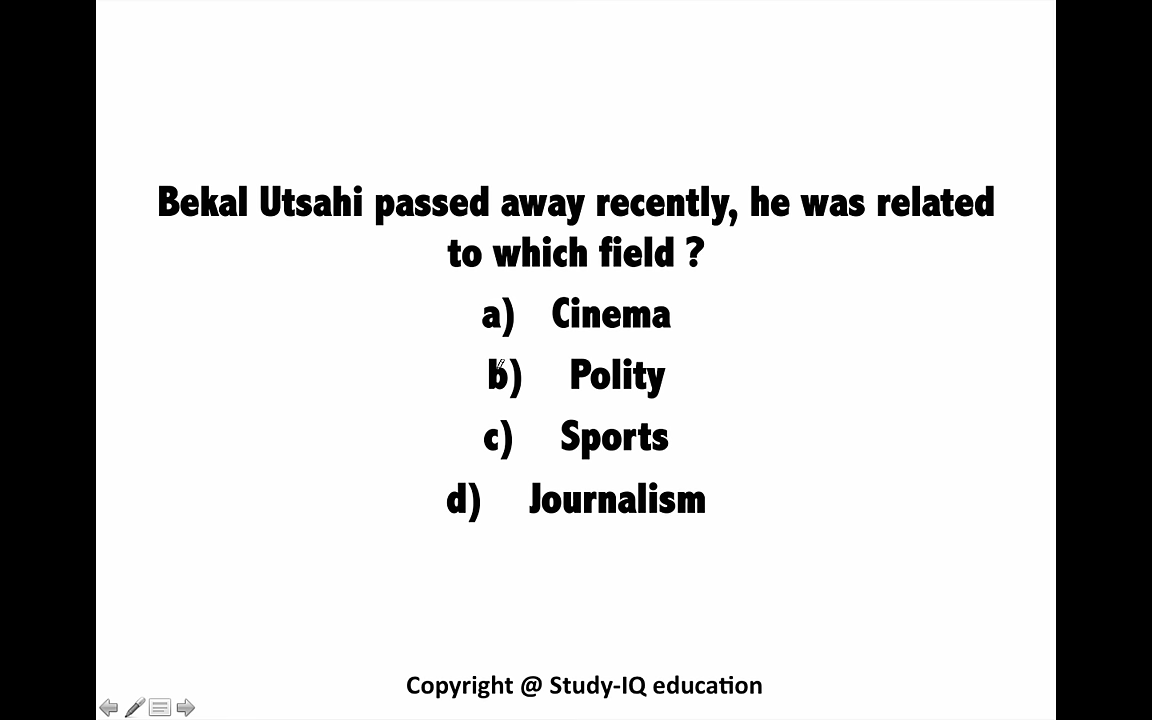 Bekal Utsahi passed away recently, he was related
to which field ?
a) Cinema
b) Polity
c) Sports
d) Journalism
Copyright @ Study-IQ education